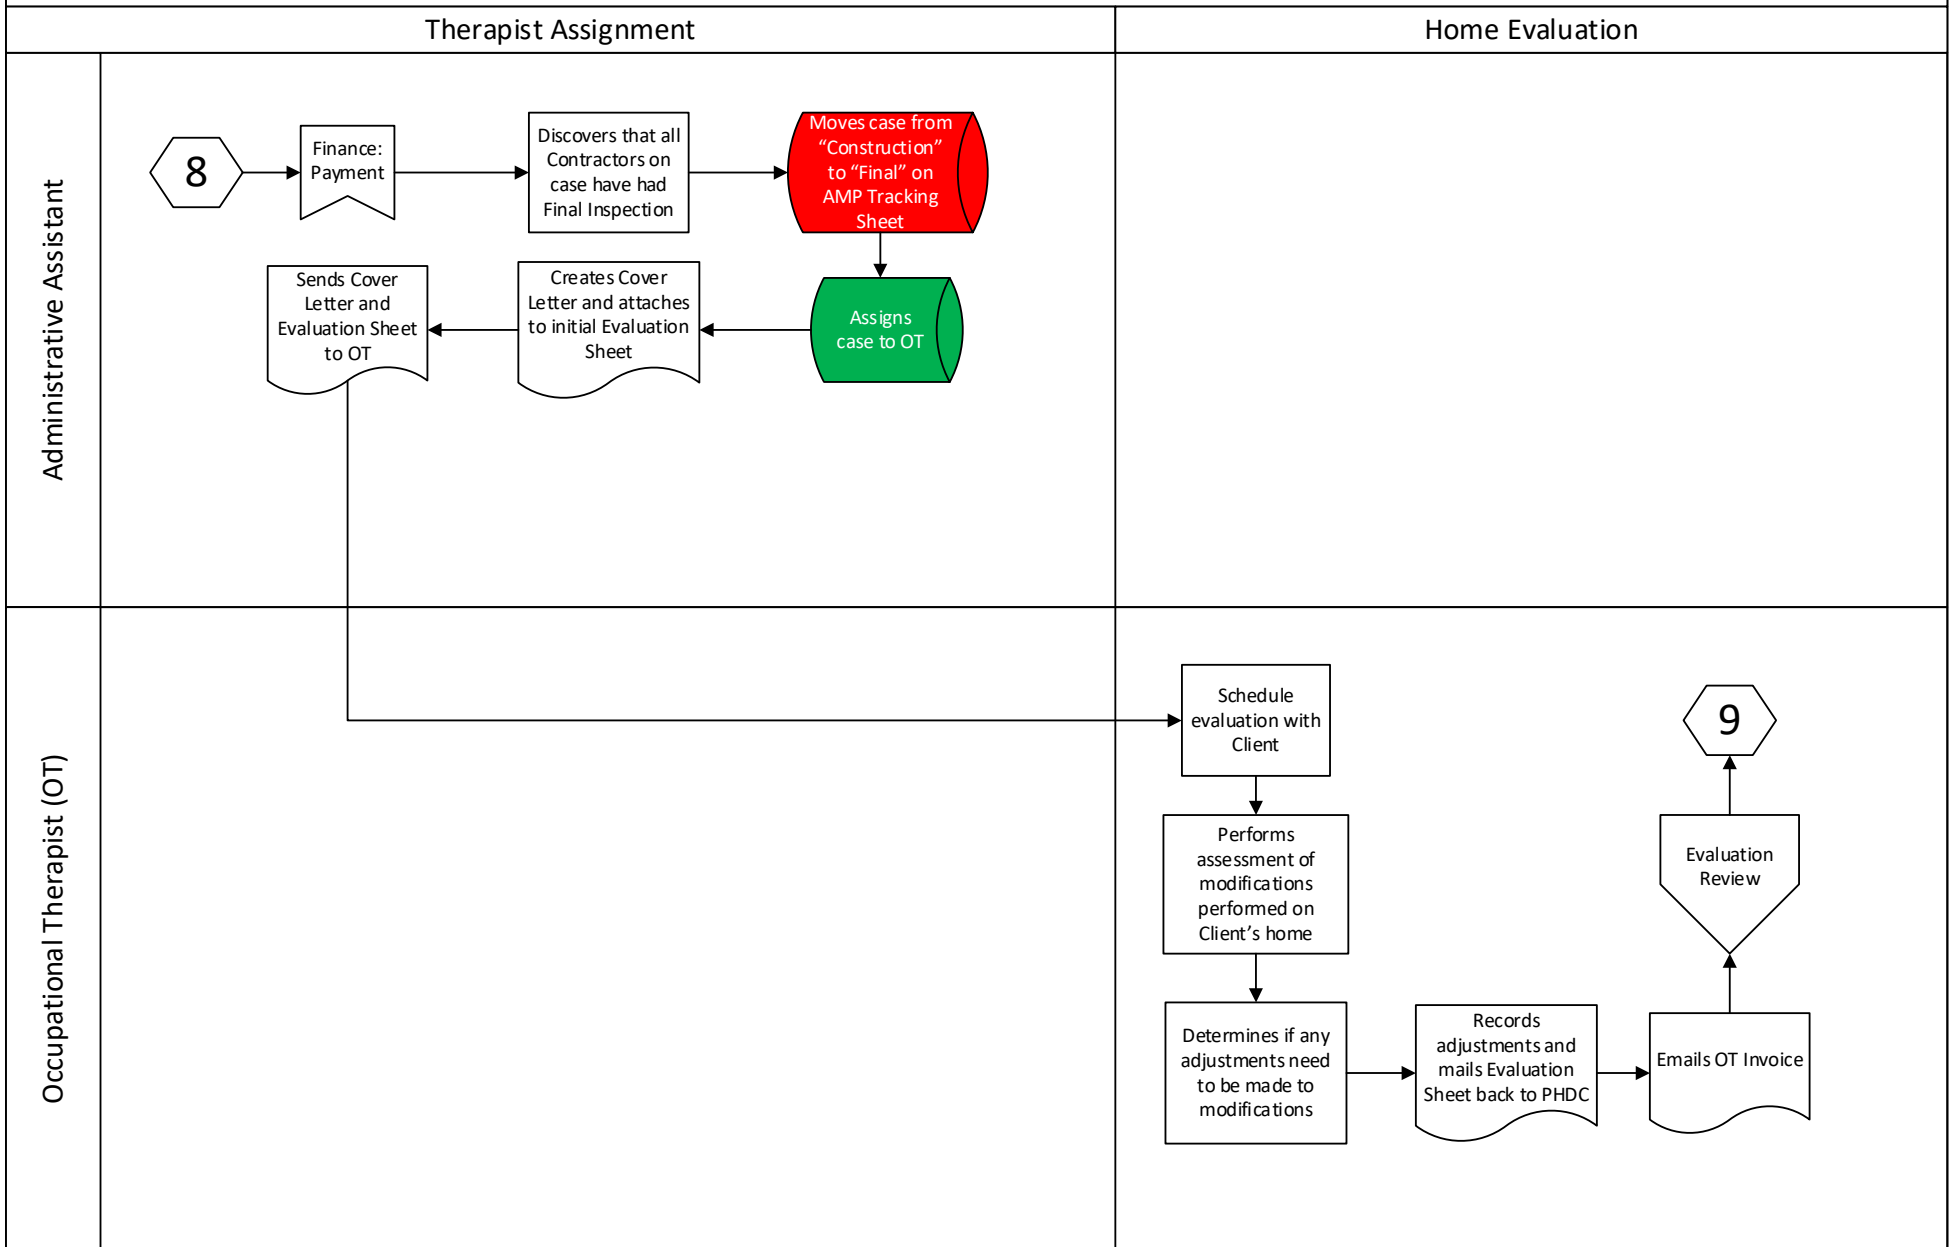 Therapist Assignment
Home Evaluation
Administrative Assistant
8
Finance:
Payment
Discovers that all
Contractors on
case have had
Final Inspection
Moves case from
“Construction”
to “Final” on
AMP Tracking
Sheet
Assigns
case to OT
Creates Cover
Letter and attaches
to initial Evaluation
Sheet
Sends Cover
Letter and
Evaluation Sheet
to OT
Occupational Therapist (OT)
Schedule
evaluation with
Client
Performs
assessment of
modifications
performed on
Client’s home
Determines if any
adjustments need
to be made to
modifications
Records
adjustments and
mails Evaluation
Sheet back to PHDC
Emails OT Invoice
Evaluation
Review
9